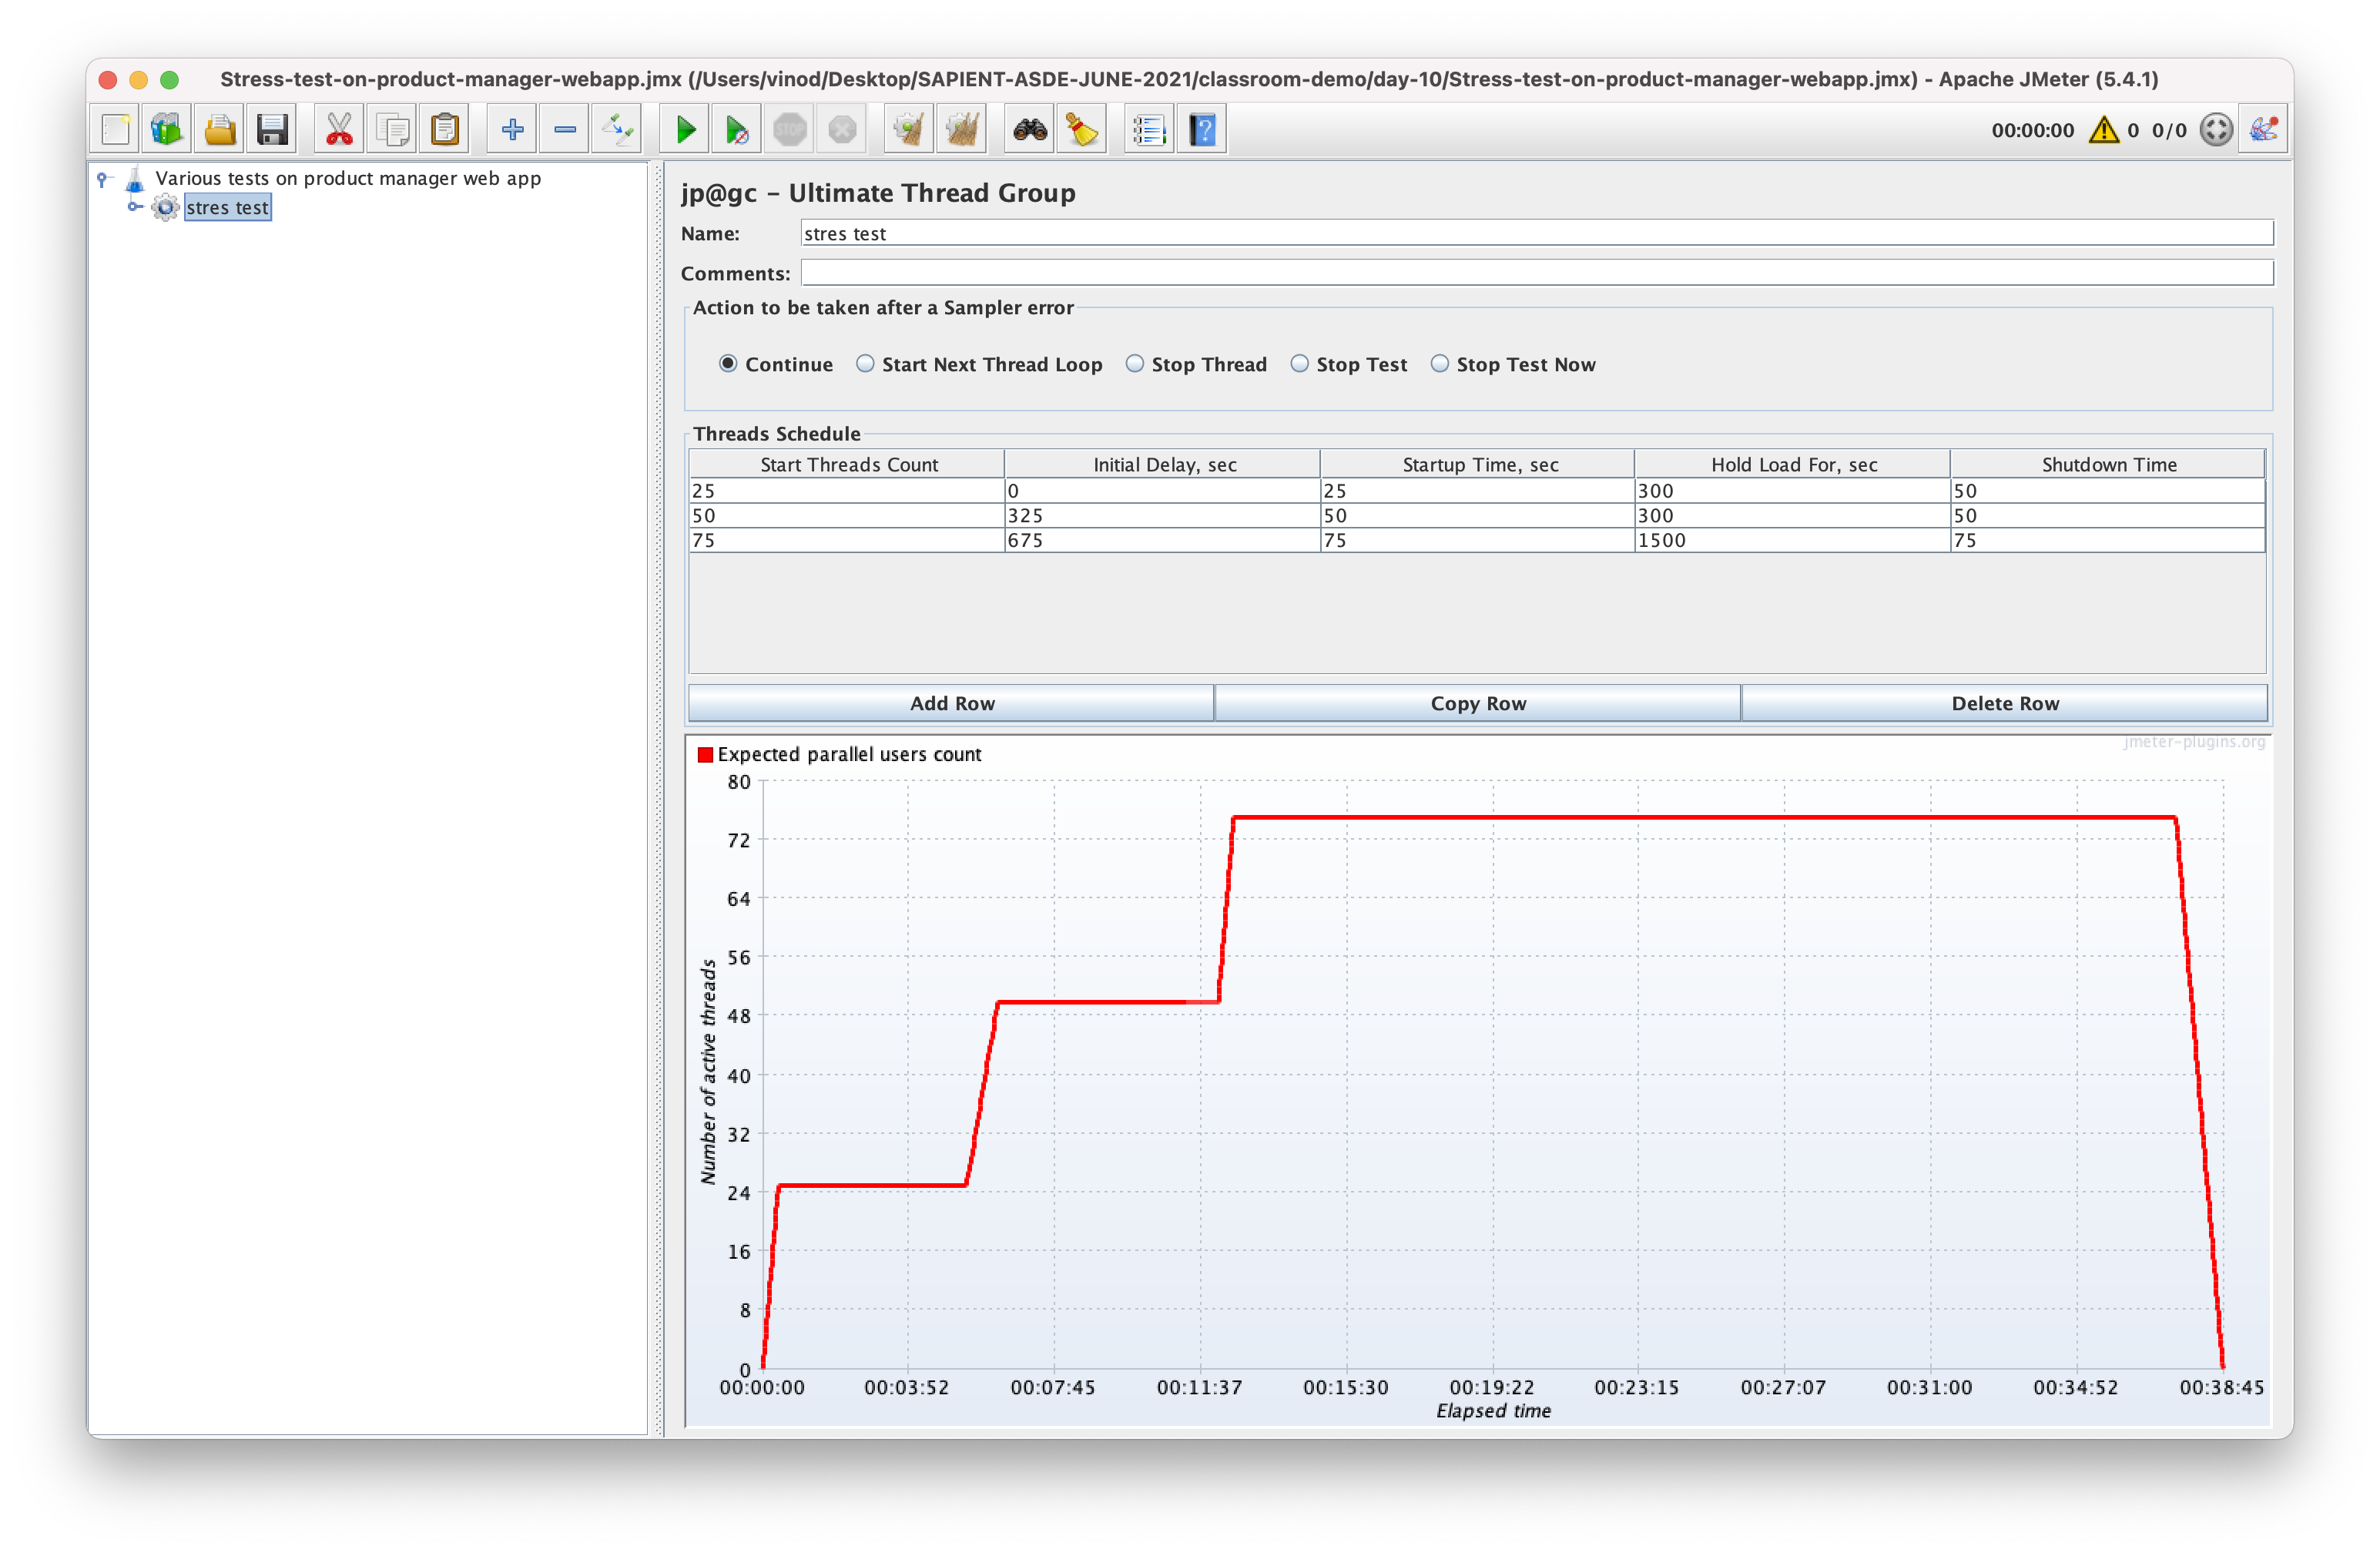 Stress-test-on-product-manager-webapp.jmx (/Users/vinod/Desktop/SAPIENT-ASDE-JUNE-2021/classroom-demo/day-10/Stress-test-on-product-manager-webapp.jmx) - Apache JMeter (5.4.1)
STOP
00:00:00 0 0/0
Various tests on product manager web app
stres test
jp@gc - Ultimate Thread Group
Name: stres test
Comments:
Action to be taken after a Sampler error
Continue Start Next Thread Loop Stop Thread Stop Test Stop Test Now
Threads Schedule
Start Threads Count Initial Delay, sec Startup Time, sec Hold Load For, sec Shutdown Time
25 0 25 300 50
50 325 50 300 50
75 675 75 1500 75
Add Row Copy Row Delete Row
jmeter-plugins.org
Expected parallel users count
80
72
64
56
48
40
32
24
16
8
0
Number of active threads
00:00:00 00:03:52 00:07:45 00:11:37 00:15:30 00:19:22 00:23:15 00:27:07 00:31:00 00:34:52 00:38:45
Elapsed time